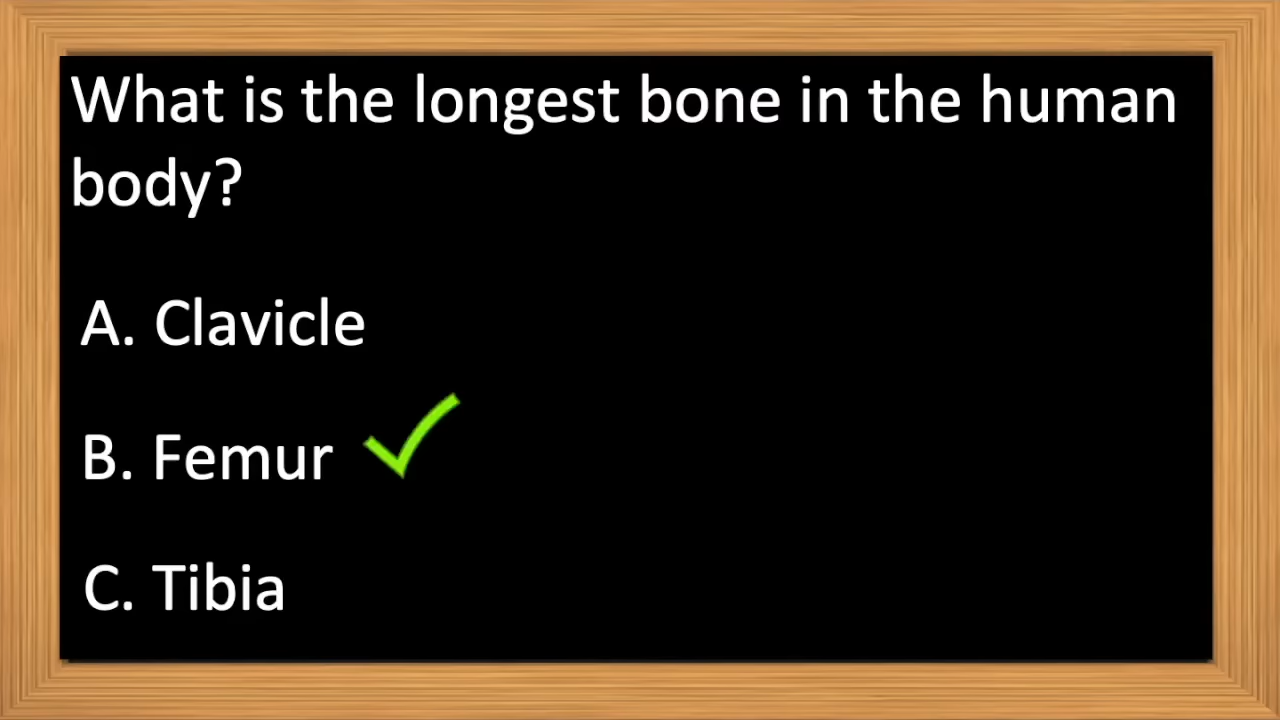 What is the longest bone in the human
body?
A. Clavicle
B. Femur
C. Tibia